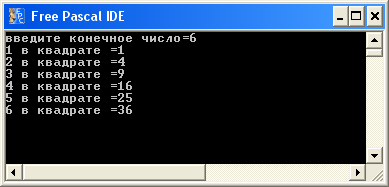 Free Pascal IDE
введите конечное число=6
1 в квадрате =1
2 в квадрате =4
3 в квадрате =9
4 в квадрате =16
5 в квадрате =25
6 в квадрате =36